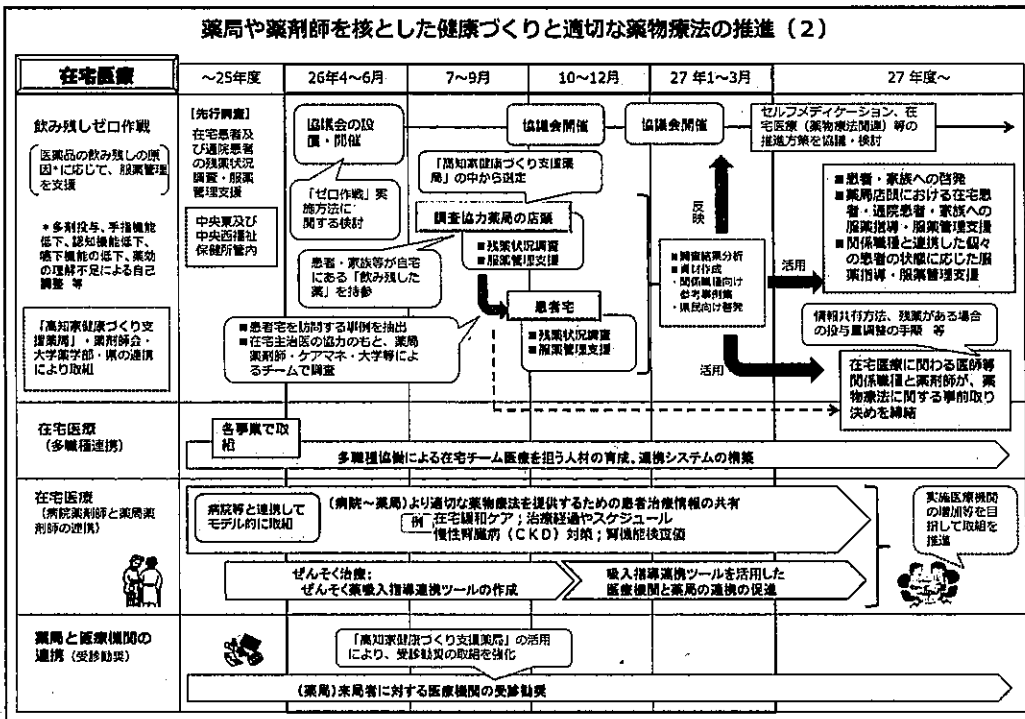 薬局や薬剤師を核とした健康づくりと適切な薬物療法の推進（2）
在宅医療
～25年度
26年4～6月
7～9月
10～12月
27年1～3月
27年度～
飲み残しゼロ作戦
医薬品の飲み残しの原
因*に応じて、服薬管理
を支援
*多剤投与、手指機能
低下、認知機能低下、
嚥下機能の低下、薬効
の理解不足による自己
調整 等
「高知家健康づくり支
援薬局」・薬剤師会・
大学薬学部・県の連携
により取組
【先行調査】
在宅患者及
び通院患者
の残薬状況
調査・服薬
管理支援
中央東及び
中央西福祉
保健所管内
協議会の設
置・開催
「ゼロ作戦」実
施方法に
関する検討
協議会開催
協議会開催
セルフメディケーション、在
宅医療（薬物療法関連）等の
推進方策を協議・検討
「高知家健康づくり支援薬
局」の中から選定
調査協力薬局の店頭
■残薬状況調査
■服薬管理支援
患者・家族等が自宅
にある「飲み残した
薬」を持参
患者宅
■残薬状況調査
■服薬管理支援
■患者宅を訪問する事例を抽出
■在宅主治医の協力のもと、薬局
薬剤師・ケアマネ・大学等によ
るチームで調査
反映
■調査結果分析
■資材作成
・関係職種向け
参考事例集
・県民向け啓発
活用
活用
■患者・家族への啓発
■薬局店頭における在宅患
者・通院患者・家族への
服薬指導・服薬管理支援
■関係職種と連携した個々
の患者の状態に応じた服
薬指導・服薬管理支援
情報共有方法、残薬がある場合
の投与量調整の手順 等
在宅医療に関わる医師等
関係職種と薬剤師が、薬
物療法に関する事前取り
決めを締結
在宅医療
（多職種連携）
各事業で取
組
多職種協働による在宅チーム医療を担う人材の育成。連携システムの構築
在宅医療
（病院薬剤師と薬局薬
剤師の連携）
病院等と連携して
モデル的に取組
（病院～薬局）より適切な薬物療法を提供するための患者治療情報の共有
例
在宅緩和ケア；治療経過やスケジュール
慢性腎臓病（CKD）対策；腎機能検査値
実施医療機関
の増加等を目
指して取組を
推進
ぜんそく治療；
ぜんそく薬吸入指導連携ツールの作成
吸入指導連携ツールを活用した
医療機関と薬局の連携の促進
薬局と医療機関の
連携（受診勧奨）
「高知家健康づくり支援薬局」の活用
により、受診勧奨の取組を強化
（薬局）来局者に対する医療機関の受診勧奨